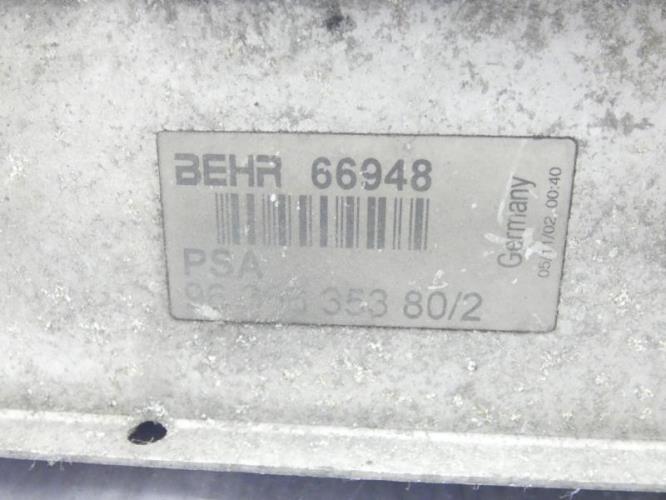 BEHR 66948
PSA
96 353 80/2
Germany
05/11/02 00:40